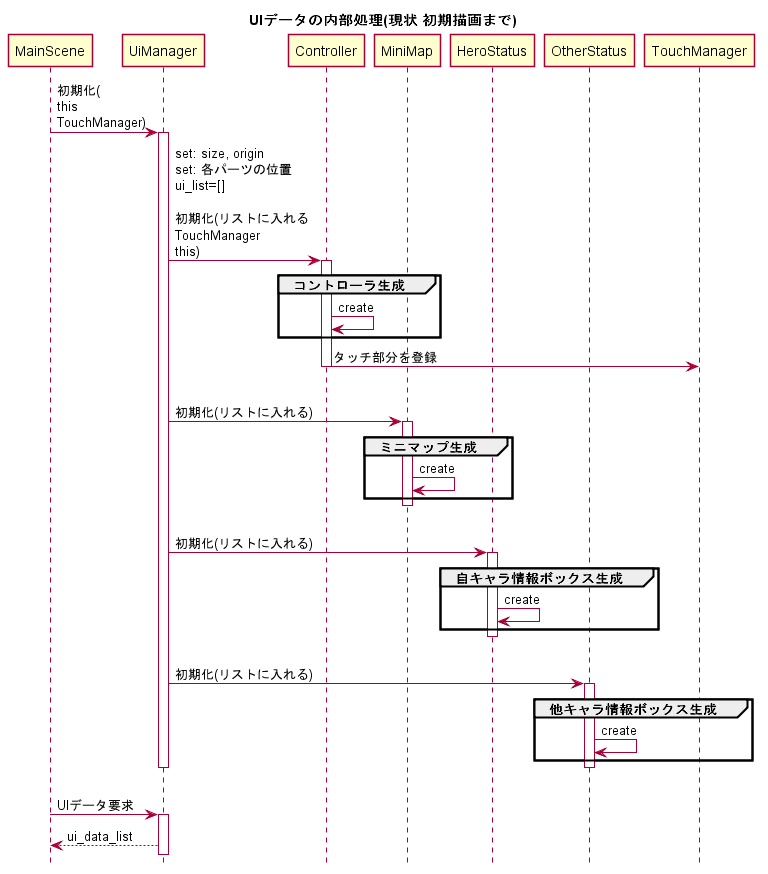 UIデータの内部処理(現状 初期描画まで)
MainScene
UiManager
Controller
MiniMap
HeroStatus
OtherStatus
TouchManager
初期化(
this
TouchManager)
set: size, origin
set: 各パーツの位置
ui_list=[]
初期化(リストに入れる
TouchManager
this)
コントローラ生成
create
タッチ部分を登録
初期化(リストに入れる)
ミニマップ生成
create
初期化(リストに入れる)
自キャラ情報ボックス生成
create
初期化(リストに入れる)
他キャラ情報ボックス生成
create
UIデータ要求
ui_data_list